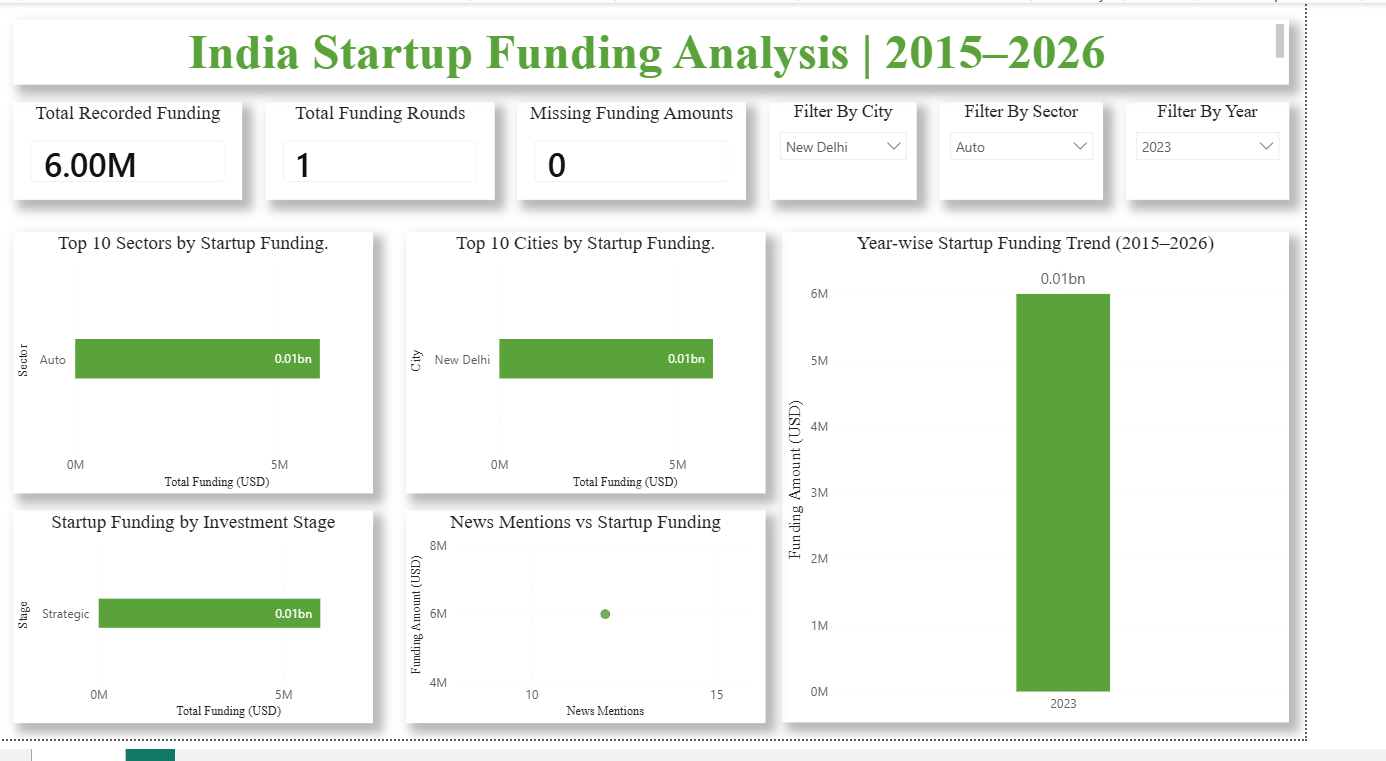 India Startup Funding Analysis | 2015–2026
Total Recorded Funding
6.00M
Total Funding Rounds
1
Missing Funding Amounts
0
Filter By City
New Delhi
Filter By Sector
Auto
Filter By Year
2023
Top 10 Sectors by Startup Funding.
Sector
Auto
0.01bn
0M
5M
Total Funding (USD)
Top 10 Cities by Startup Funding.
City
New Delhi
0.01bn
0M
5M
Total Funding (USD)
Year-wise Startup Funding Trend (2015–2026)
0.01bn
Funding Amount (USD)
6M
5M
4M
3M
2M
1M
0M
2023
Startup Funding by Investment Stage
Stage
Strategic
0.01bn
0M
5M
Total Funding (USD)
News Mentions vs Startup Funding
Funding Amount (USD)
8M
6M
4M
10
15
News Mentions